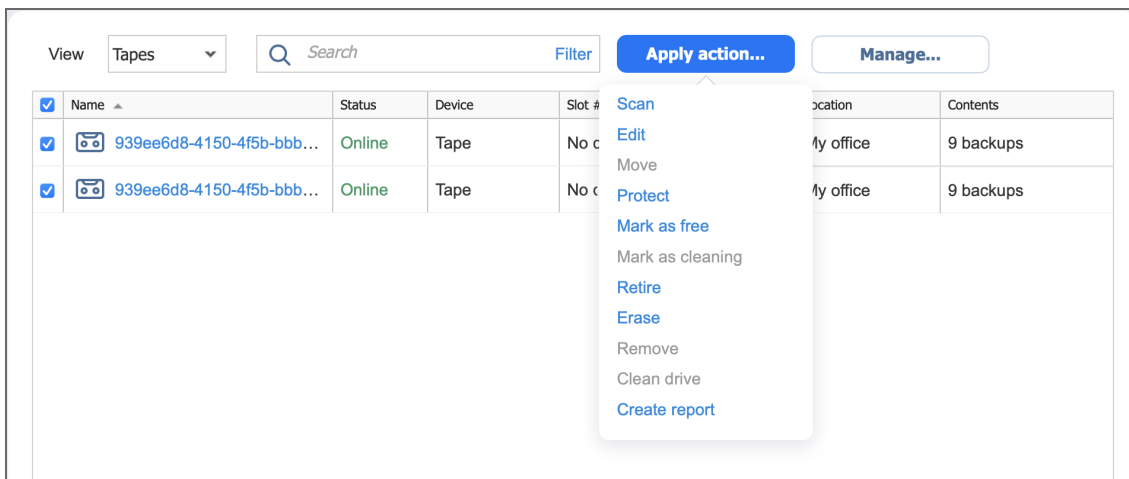 View Tapes Search Filter Apply action... Manage...
Name Status Device Slot # Location Contents
939ee6d8-4150-4f5b-bbb... Online Tape No My office 9 backups
939ee6d8-4150-4f5b-bbb... Online Tape No My office 9 backups
Scan
Edit
Move
Protect
Mark as free
Mark as cleaning
Retire
Erase
Remove
Clean drive
Create report